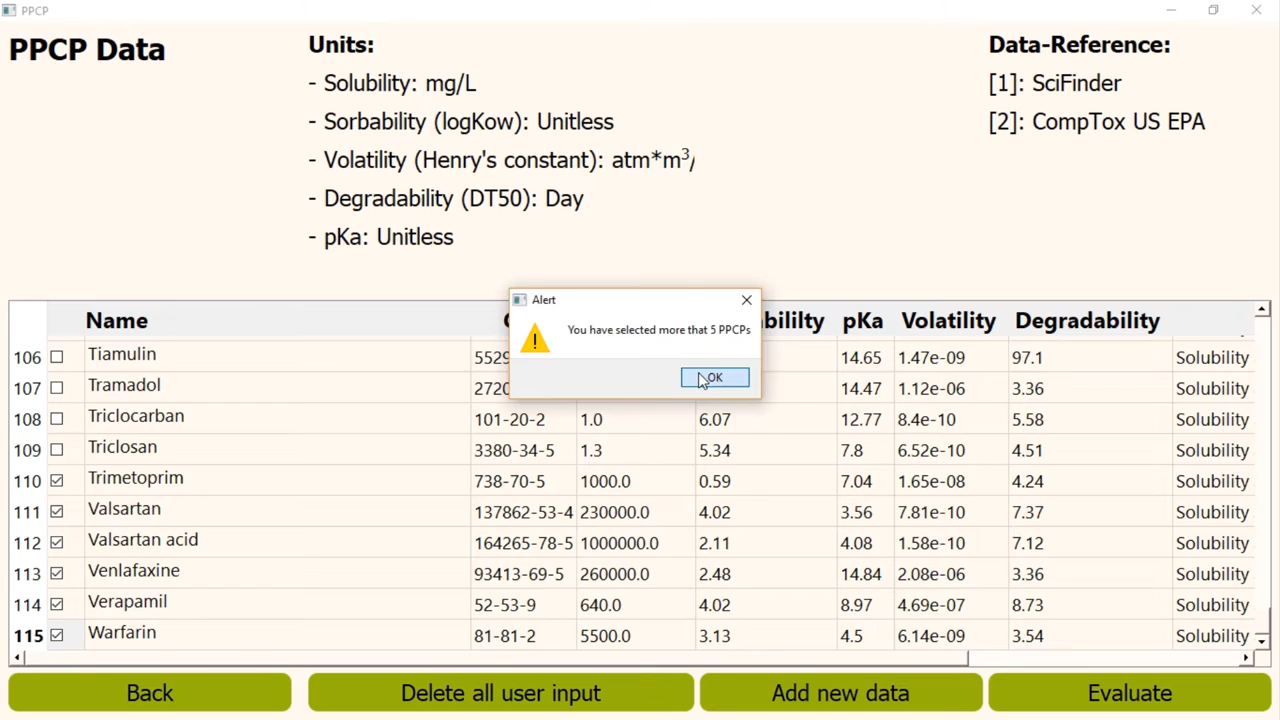 PPCP
PPCP Data
Units:
- Solubility: mg/L
- Sorbability (logKow): Unitless
- Volatility (Henry's constant): atm*m³/
- Degradability (DT50): Day
- pKa: Unitless
Data-Reference:
[1]: SciFinder
[2]: CompTox US EPA
Alert
You have selected more that 5 PPCPs
OK
Name pKa Volatility Degradability
106 Tiamulin 5529 14.65 1.47e-09 97.1 Solubility
107 Tramadol 2720 14.47 1.12e-06 3.36 Solubility
108 Triclocarban 101-20-2 1.0 6.07 12.77 8.4e-10 5.58 Solubility
109 Triclosan 3380-34-5 1.3 5.34 7.8 6.52e-10 4.51 Solubility
110 Trimetoprim 738-70-5 1000.0 0.59 7.04 1.65e-08 4.24 Solubility
111 Valsartan 137862-53-4 230000.0 4.02 3.56 7.81e-10 7.37 Solubility
112 Valsartan acid 164265-78-5 1000000.0 2.11 4.08 1.58e-10 7.12 Solubility
113 Venlafaxine 93413-69-5 260000.0 2.48 14.84 2.08e-06 3.36 Solubility
114 Verapamil 52-53-9 640.0 4.02 8.97 4.69e-07 8.73 Solubility
115 Warfarin 81-81-2 5500.0 3.13 4.5 6.14e-09 3.54 Solubility
Back
Delete all user input
Add new data
Evaluate